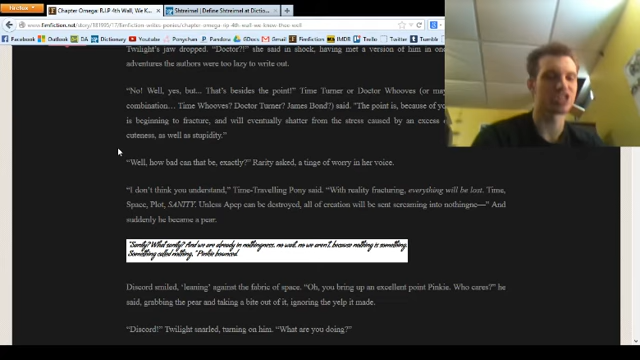 Firefox
Chapter Omega: R.I.P 4th Wall, We K...
Shtreimel | Define Shtreimel at Diction...
www.fimfiction.net/story/181905/17/fimfiction-writes-ponies/chapter-omega-rip-4th-wall-we-knew-thee-well
Twitter
Facebook
Ponychan
Fimfiction
IMDB
Trello
YouTube
Twilight's jaw dropped. "Doctor?!" she said in shock, having met a version of him in one
adventures the authors were too lazy to write out.
"No! Well, yes, but... That's besides the point!" Time Turner or Doctor Whooves (or may
combination... Time Whooves? Doctor Turner? James Bond?) said. "The point is, because of yo
is beginning to fracture, and will eventually shatter from the stress caused by an excess o
cuteness, as well as stupidity."
"Well, how bad can that be, exactly?" Rarity asked, a tinge of worry in her voice.
"I don't think you understand," Time-Travelling Pony said. "With reality fracturing, everything will be lost. Time,
Space, Plot, SANITY. Unless Apep can be destroyed, all of creation will be sent screaming into nothingne—" And
suddenly he became a pear.
"Sanity? What sanity? And we are already in nothingness, no wait, no we aren't, because nothing is something.
Something called nothing," Pinkie bounced.
Discord smiled, 'leaning' against the fabric of space. "Oh, you bring up an excellent point Pinkie. Who cares?" he
said, grabbing the pear and taking a bite out of it, ignoring the yelp it made.
"Discord!" Twilight snarled, turning on him. "What are you doing?"